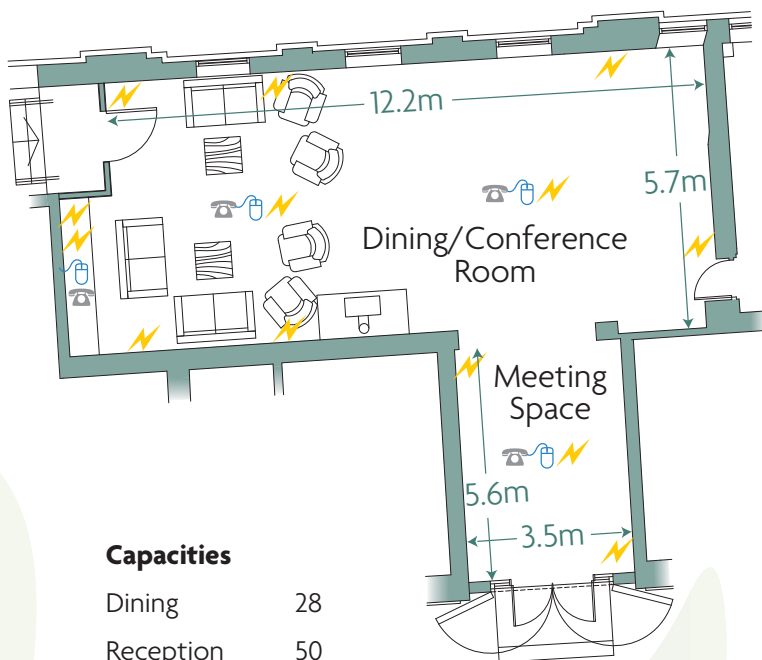 12.2m
5.7m
Dining/Conference
Room
Meeting
Space
5.6m
3.5m
Capacities
Dining 28
Reception 50